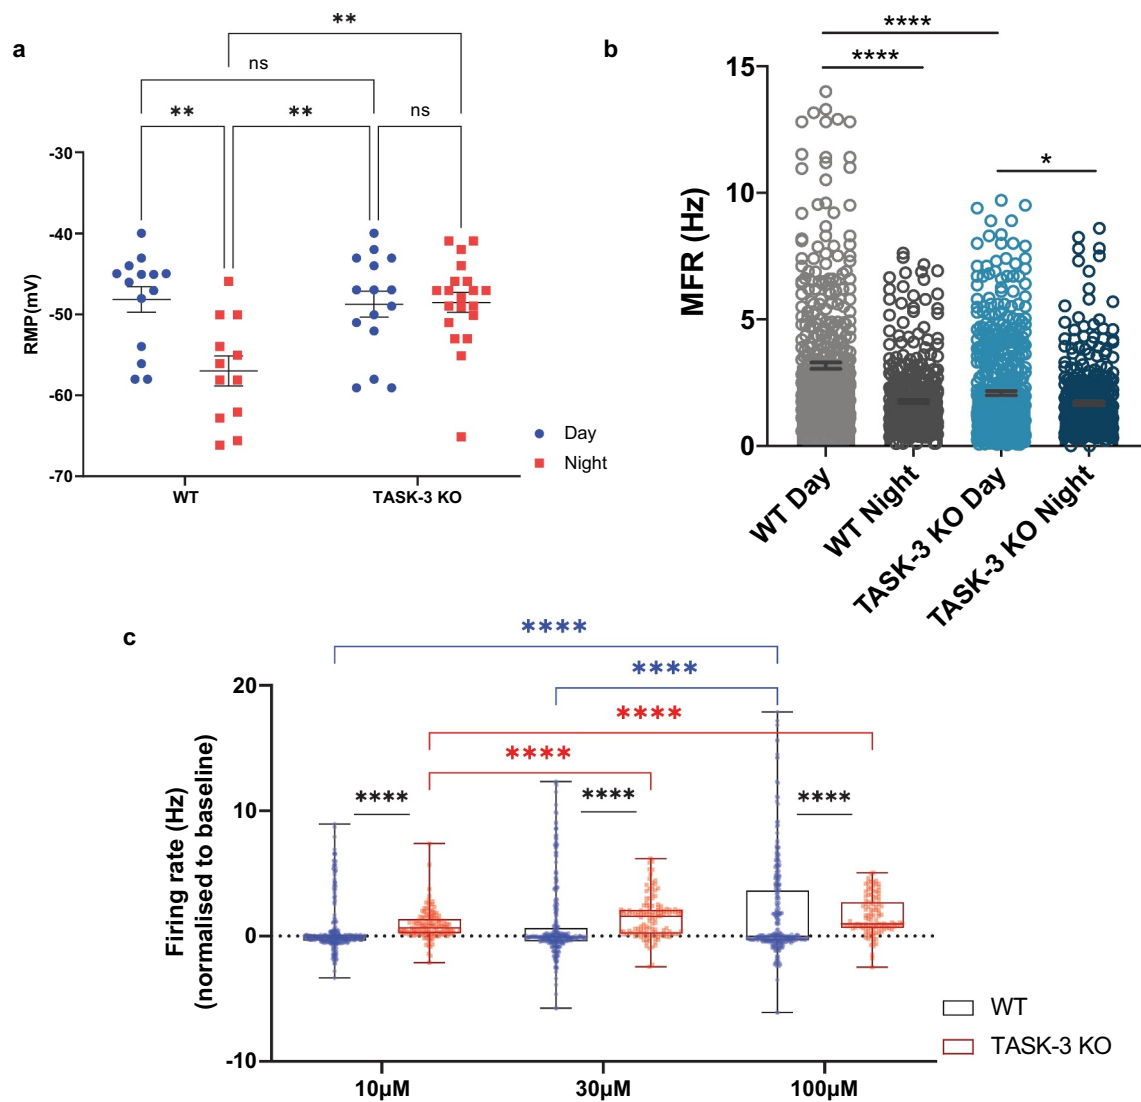 a
**
ns
**
**
ns
-30
-40
-50
-60
-70
RMP(mV)
WT
TASK-3 KO
Day
Night
b
****
****
*
15
10
5
0
MFR (Hz)
WT Day
WT Night
TASK-3 KO Day
TASK-3 KO Night
c
****
****
****
****
****
****
****
20
10
0
-10
Firing rate (Hz)
(normalised to baseline)
10µM
30µM
100µM
WT
TASK-3 KO